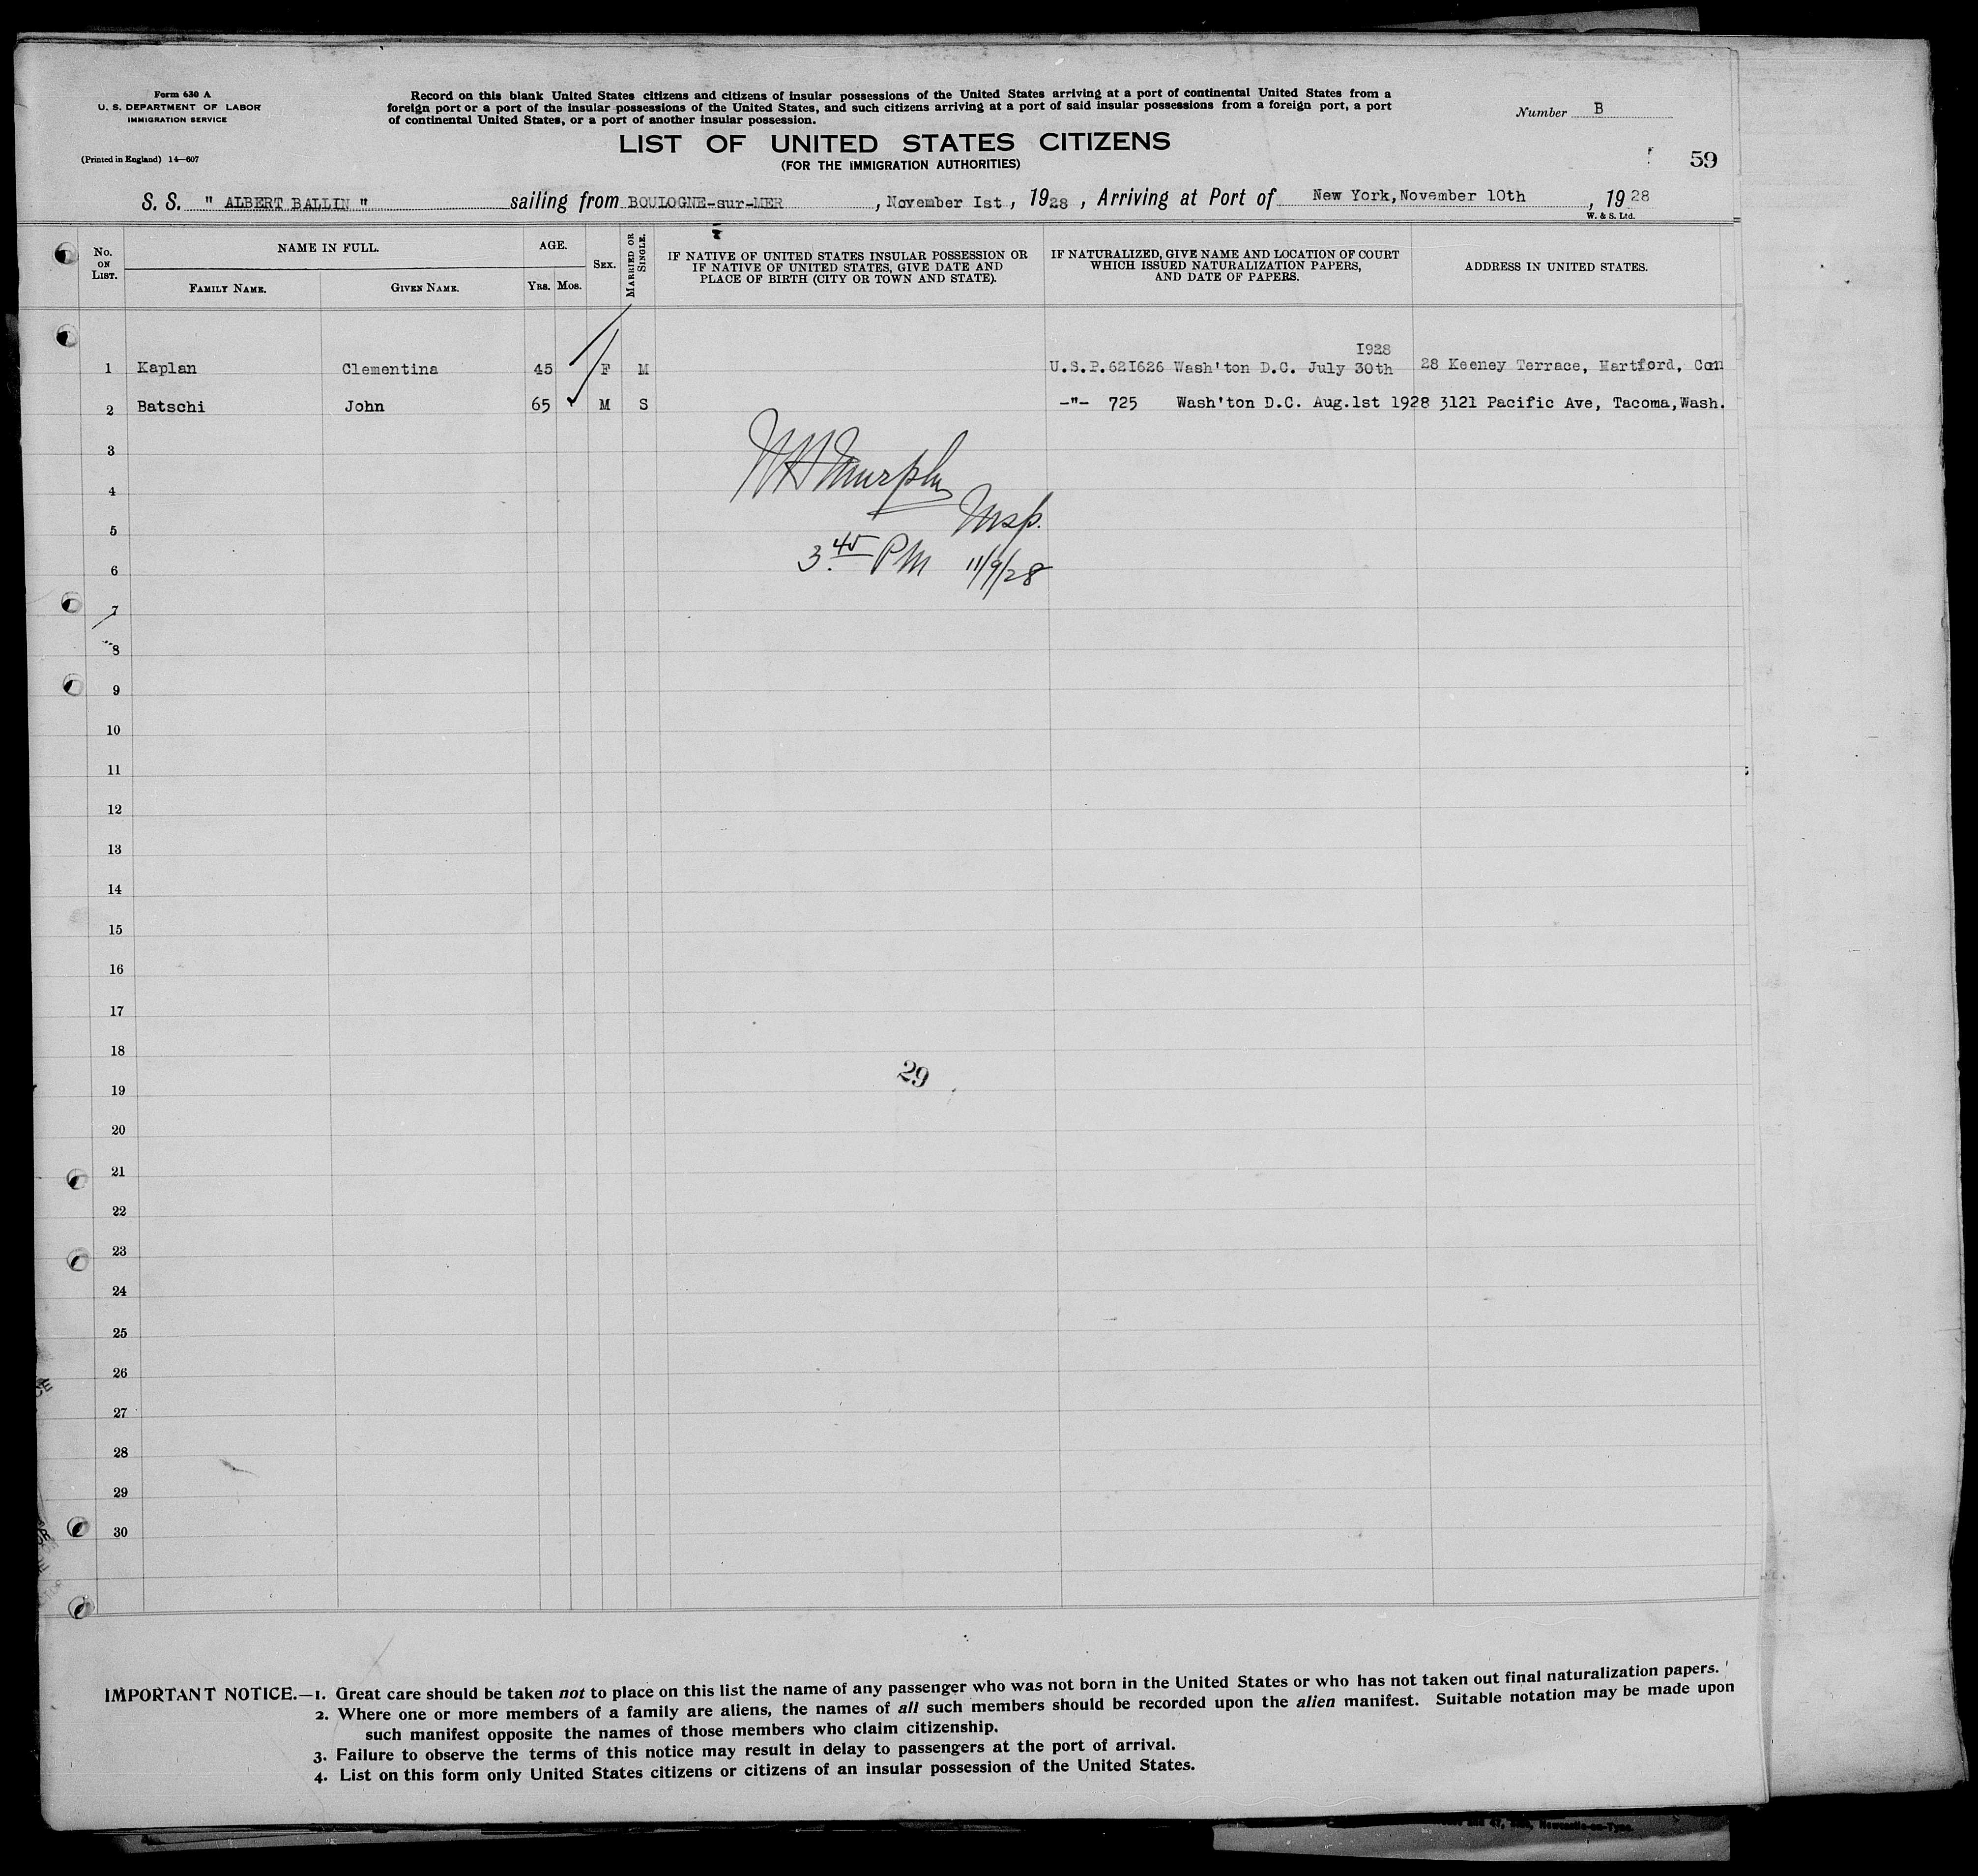 Form 630 A
U. S. DEPARTMENT OF LABOR
IMMIGRATION SERVICE
(Printed in England) 14—607
Record on this blank United States citizens and citizens of insular possessions of the United States arriving at a port of continental United States from a
foreign port or a port of the insular possessions of the United States, and such citizens arriving at a port of said insular possessions from a foreign port, a port
of continental United States, or a port of another insular possession.
Number B
LIST OF UNITED STATES CITIZENS
(FOR THE IMMIGRATION AUTHORITIES)
59
S. S. " ALBERT BALLIN " sailing from BOULOGNE-sur-MER, November Ist, 1928, Arriving at Port of New York, November 10th, 1928
W. & S. Ltd.
No. ON LIST.
NAME IN FULL.
FAMILY NAME.
GIVEN NAME.
AGE.
YRS. MOS.
SEX.
MARRIED OR SINGLE.
IF NATIVE OF UNITED STATES INSULAR POSSESSION OR
IF NATIVE OF UNITED STATES, GIVE DATE AND
PLACE OF BIRTH (CITY OR TOWN AND STATE).
IF NATURALIZED, GIVE NAME AND LOCATION OF COURT
WHICH ISSUED NATURALIZATION PAPERS,
AND DATE OF PAPERS.
ADDRESS IN UNITED STATES.
I928
1 Kaplan Clementina 45 F M U.S.P.62I626 Wash'ton D.C. July 30th 28 Keeney Terrace, Hartford, Con
2 Batschi John 65 M S -"- 725 Wash'ton D.C. Aug.1st 1928 3121 Pacific Ave, Tacoma,Wash.
3
Murphy
4
Insp.
5
3.45 PM 11/9/28
6
7
8
9
10
11
12
13
14
15
16
17
18
29
19
20
21
22
23
24
25
26
27
28
29
30
IMPORTANT NOTICE.—1. Great care should be taken not to place on this list the name of any passenger who was not born in the United States or who has not taken out final naturalization papers.
2. Where one or more members of a family are aliens, the names of all such members should be recorded upon the alien manifest. Suitable notation may be made upon
such manifest opposite the names of those members who claim citizenship.
3. Failure to observe the terms of this notice may result in delay to passengers at the port of arrival.
4. List on this form only United States citizens or citizens of an insular possession of the United States.